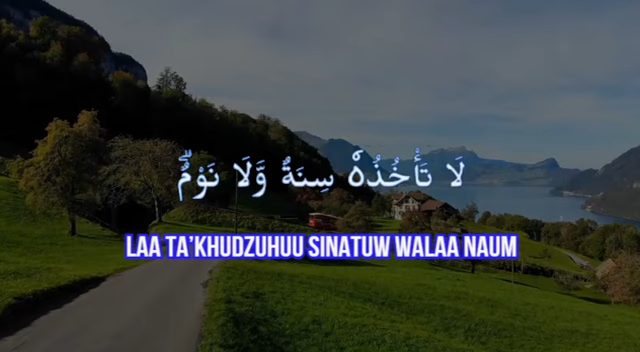 لَا تَأْخُذُهٗ سِنَةٌ وَّلَا نَوْمٌۗ
LAA TA'KHUDZUHUU SINATUW WALAA NAUM